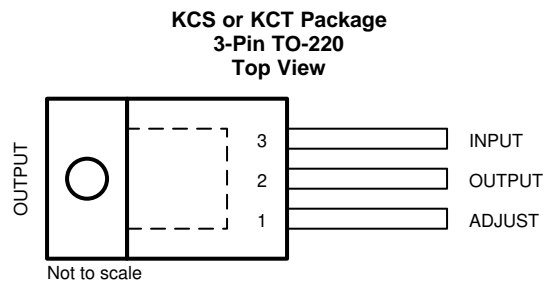 KCS or KCT Package
3-Pin TO-220
Top View
OUTPUT
3 INPUT
2 OUTPUT
1 ADJUST
Not to scale